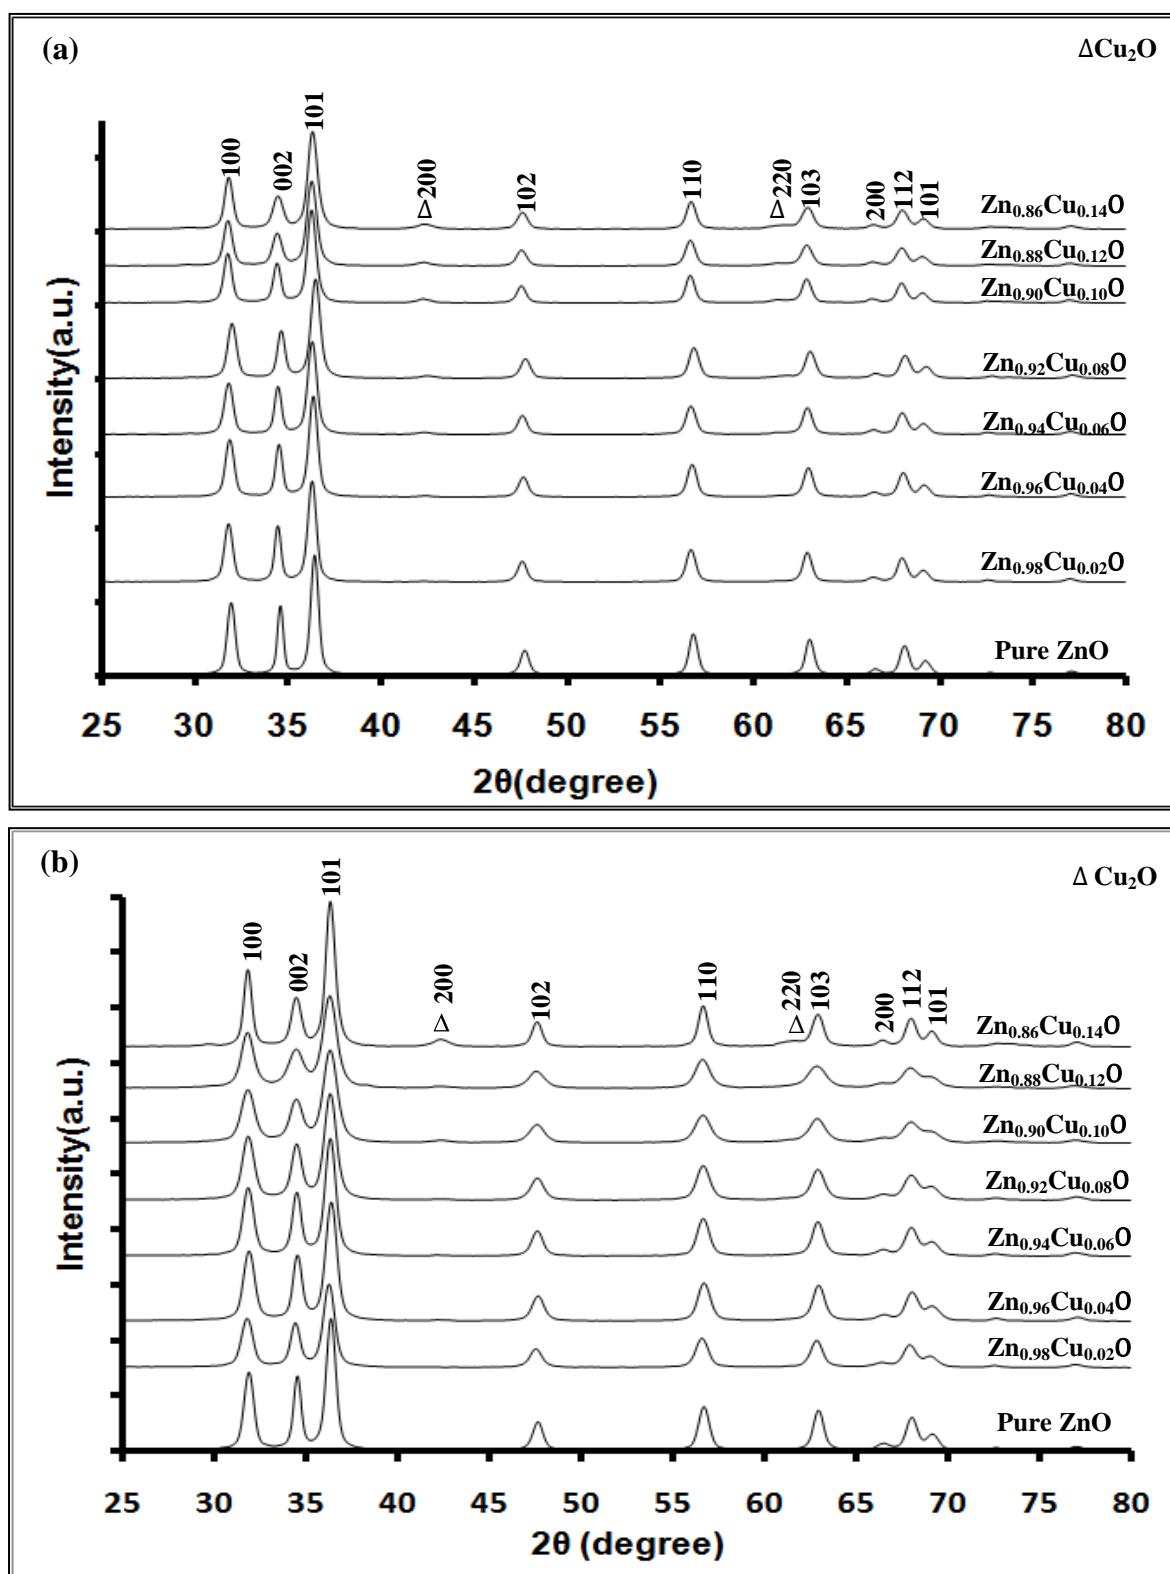 (a)
ΔCu₂O
100
002
101
Δ200
102
110
Δ220
103
200
112
101
Zn₀.₈₆Cu₀.₁₄O
Zn₀.₈₈Cu₀.₁₂O
Zn₀.₉₀Cu₀.₁₀O
Zn₀.₉₂Cu₀.₀₈O
Zn₀.₉₄Cu₀.₀₆O
Zn₀.₉₆Cu₀.₀₄O
Zn₀.₉₈Cu₀.₀₂O
Pure ZnO
Intensity(a.u.)
25 30 35 40 45 50 55 60 65 70 75 80
2θ(degree)
(b)
Δ Cu₂O
100
002
101
Δ 200
102
110
Δ 220
103
200
112
101
Zn₀.₈₆Cu₀.₁₄O
Zn₀.₈₈Cu₀.₁₂O
Zn₀.₉₀Cu₀.₁₀O
Zn₀.₉₂Cu₀.₀₈O
Zn₀.₉₄Cu₀.₀₆O
Zn₀.₉₆Cu₀.₀₄O
Zn₀.₉₈Cu₀.₀₂O
Pure ZnO
Intensity(a.u.)
25 30 35 40 45 50 55 60 65 70 75 80
2θ (degree)